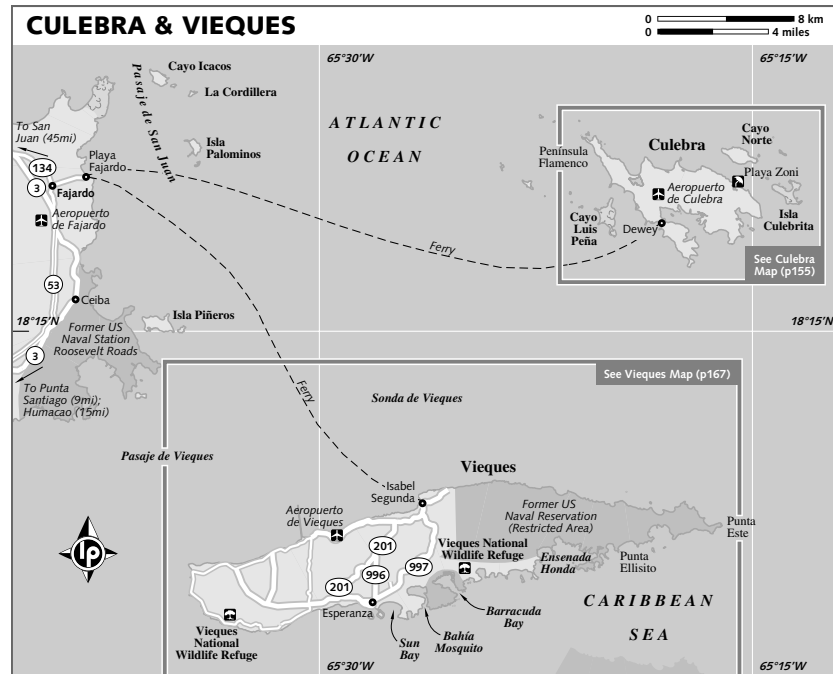 CULEBRA & VIEQUES
0 8 km
0 4 miles
65°30'W
65°15'W
Cayo Icacos
La Cordillera
Pasaje de San Juan
Isla
Palominos
ATLANTIC
OCEAN
To San
Juan (45mi)
134
3
Playa
Fajardo
Fajardo
Aeropuerto
de Fajardo
53
Ceiba
18°15'N
Former US
Naval Station
Roosevelt Roads
3
To Punta
Santiago (9mi);
Humacao (15mi)
Isla Piñeros
Ferry
Ferry
Culebra
Cayo
Norte
Península
Flamenco
Playa Zoni
Aeropuerto
de Culebra
Cayo
Luis
Peña
Dewey
Isla
Culebrita
See Culebra
Map (p155)
18°15'N
See Vieques Map (p167)
Sonda de Vieques
Pasaje de Vieques
Vieques
Isabel
Segunda
Aeropuerto
de Vieques
Former US
Naval Reservation
(Restricted Area)
Punta
Este
201
Vieques National
Wildlife Refuge
Ensenada
Honda
Punta
Ellisito
996
997
201
Esperanza
Barracuda
Bay
CARIBBEAN
SEA
Vieques
National
Wildlife Refuge
Sun
Bay
Bahía
Mosquito
lp
65°30'W
65°15'W